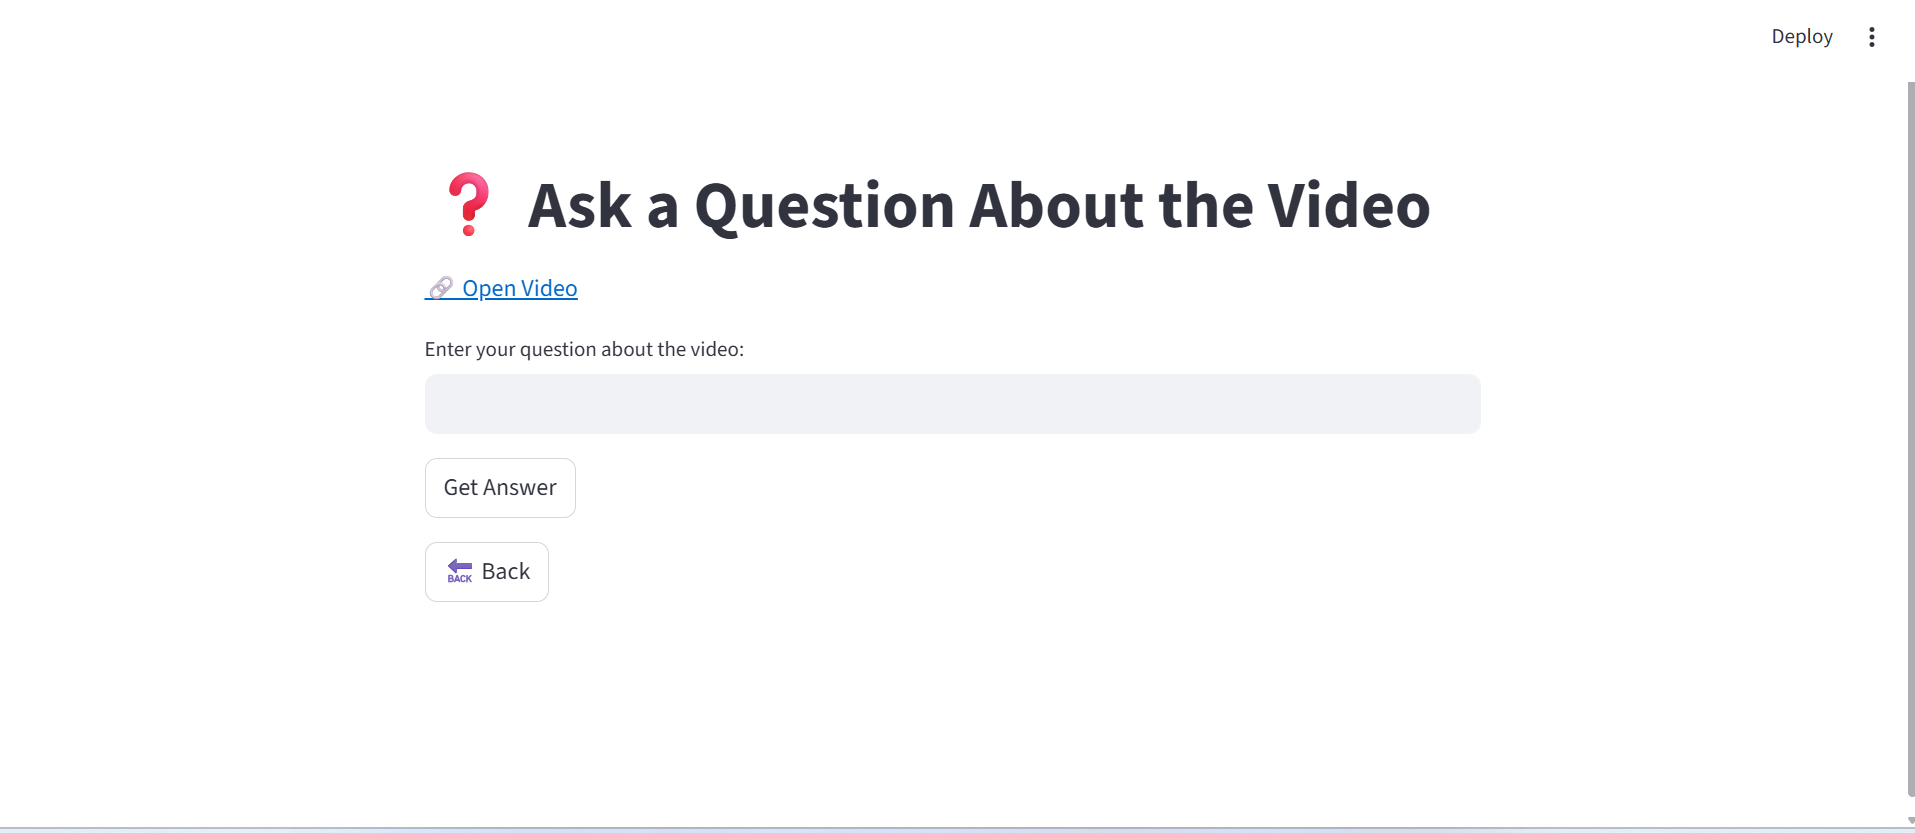 Deploy
❓ Ask a Question About the Video
🔗 Open Video
Enter your question about the video:
Get Answer
🔙 Back